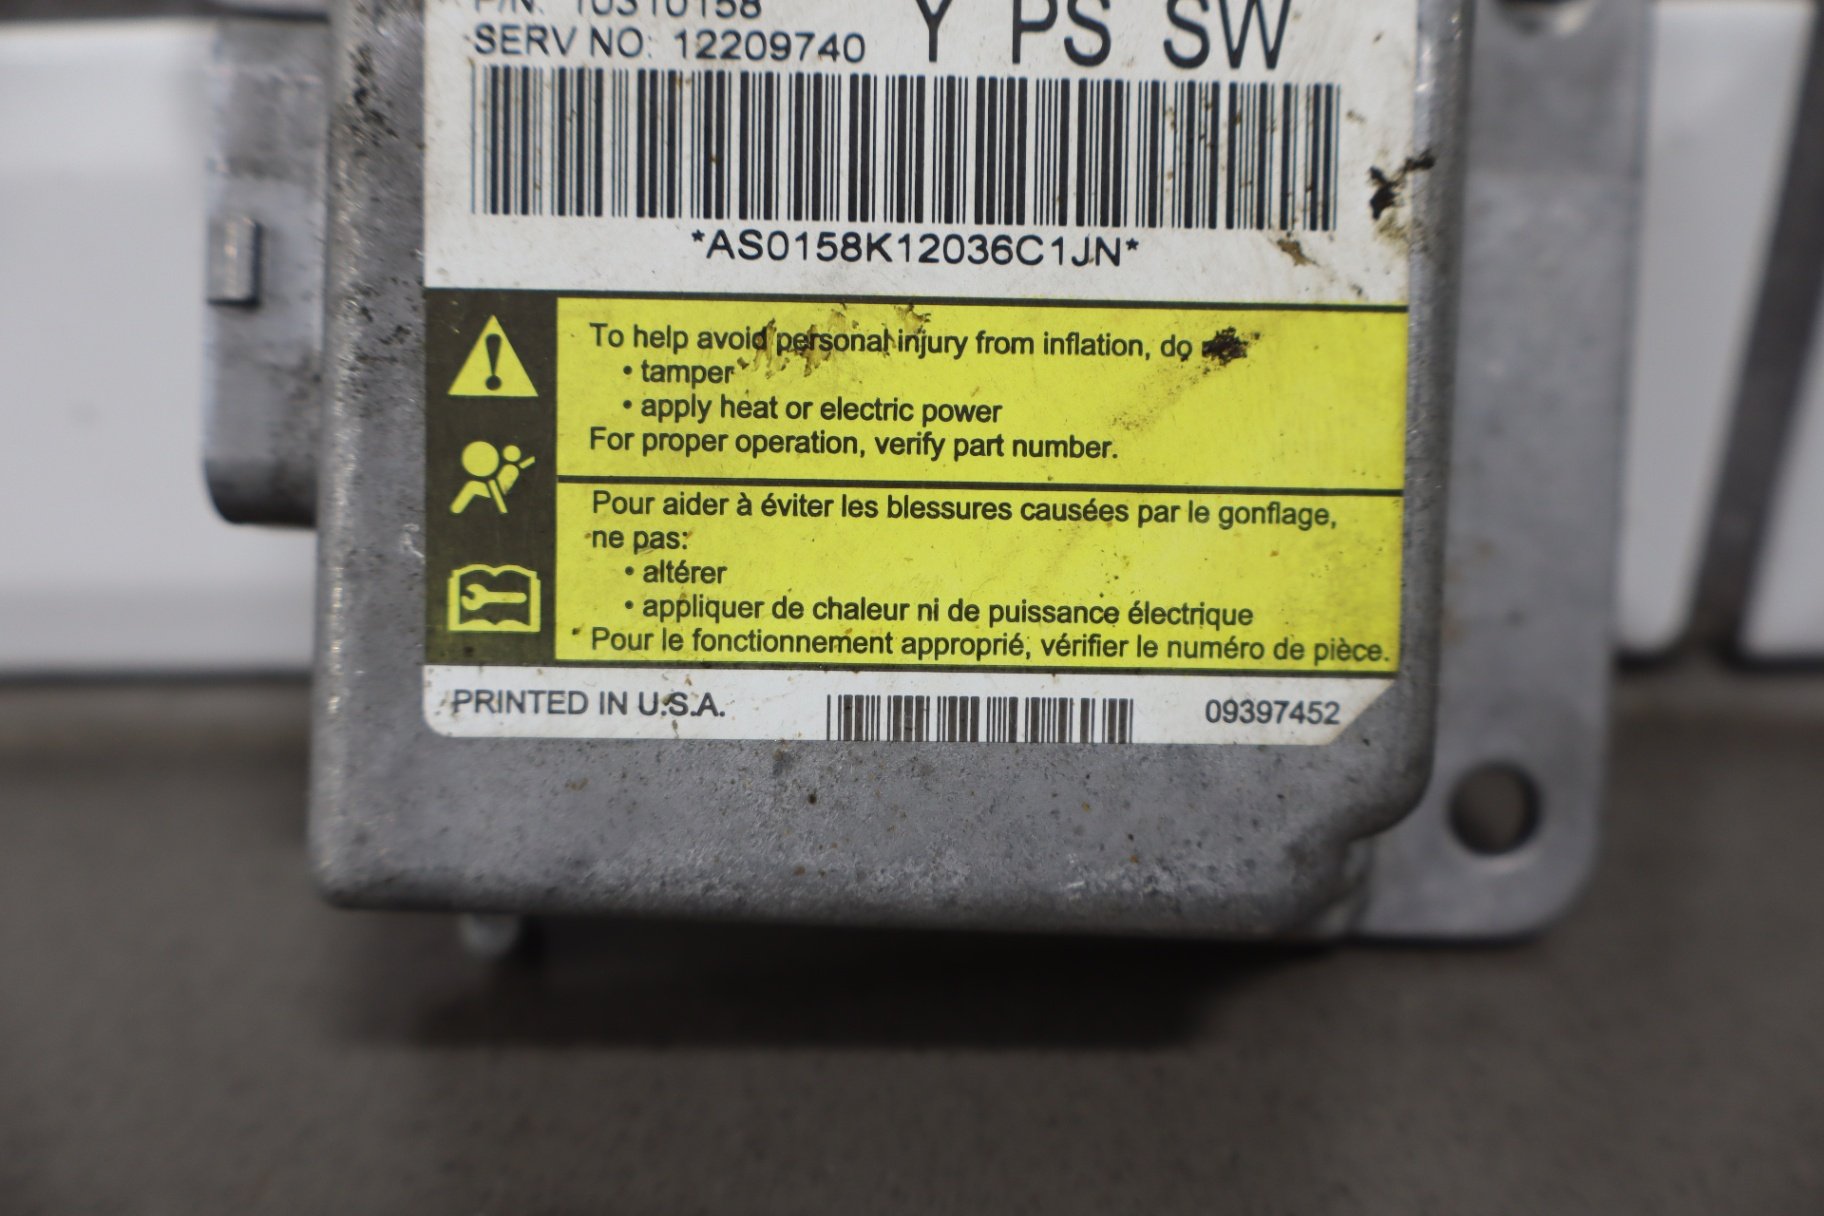 P/N: 10310158
SERV NO: 12209740
Y PS SW
*AS0158K12036C1JN*
To help avoid personal injury from inflation, do
• tamper
• apply heat or electric power
For proper operation, verify part number.
Pour aider à éviter les blessures causées par le gonflage,
ne pas:
• altérer
• appliquer de chaleur ni de puissance électrique
Pour le fonctionnement approprié, vérifier le numéro de pièce.
PRINTED IN U.S.A.
09397452